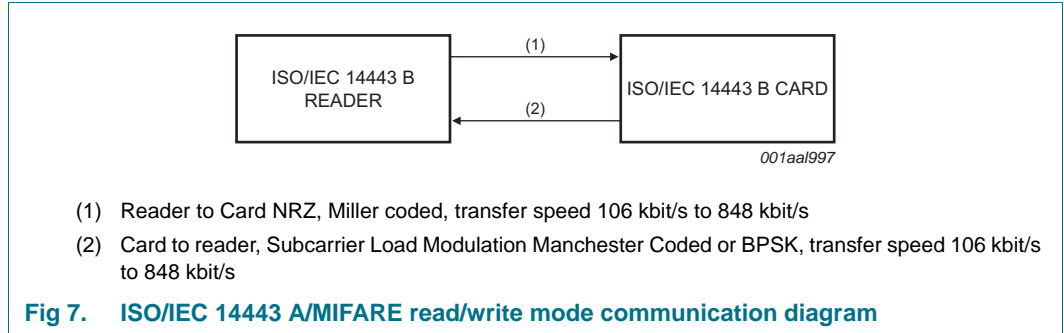 (1)
ISO/IEC 14443 B
READER
ISO/IEC 14443 B CARD
(2)
001aal997
(1) Reader to Card NRZ, Miller coded, transfer speed 106 kbit/s to 848 kbit/s
(2) Card to reader, Subcarrier Load Modulation Manchester Coded or BPSK, transfer speed 106 kbit/s
to 848 kbit/s
Fig 7. ISO/IEC 14443 A/MIFARE read/write mode communication diagram